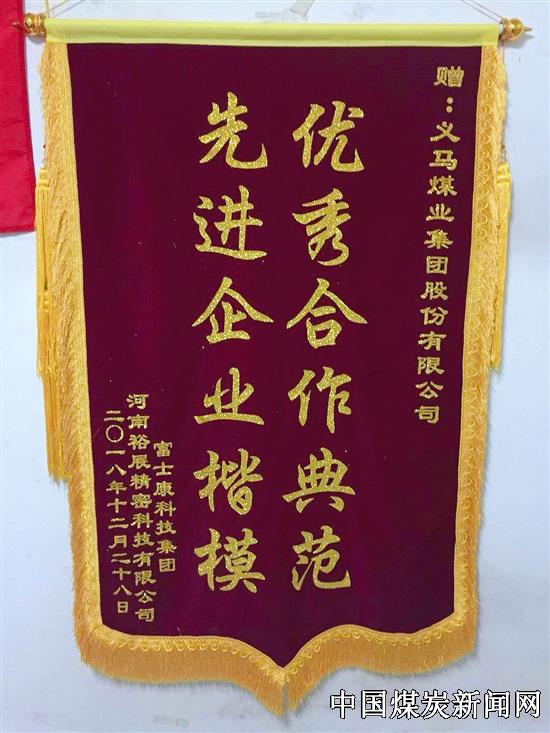 赠：义马煤业集团股份有限公司
优秀合作典范
先进企业楷模
富士康科技集团
河南裕展精密科技有限公司
二〇一八年十二月二十八日
中国煤炭新闻网